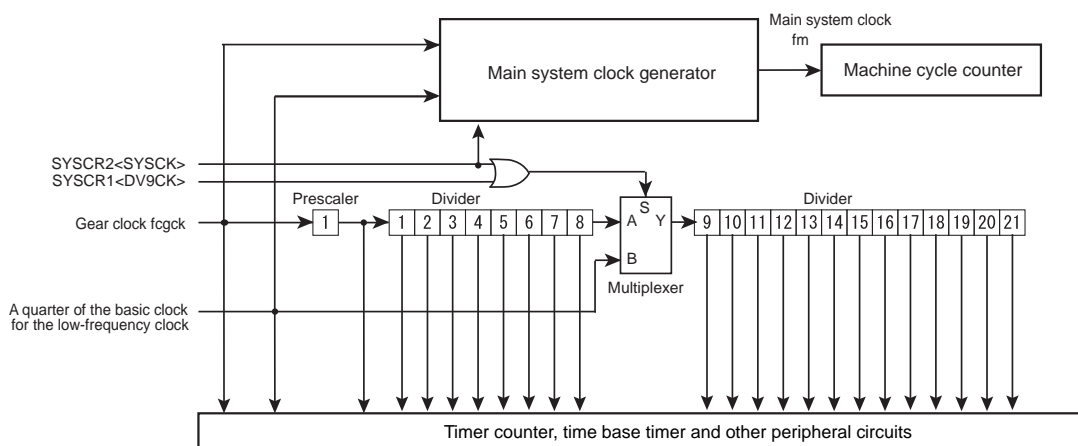 Main system clock
fm
Main system clock generator
Machine cycle counter
SYSCR2<SYSCK>
SYSCR1<DV9CK>
Prescaler
Divider
S
Divider
Gear clock fcgck
1
1 2 3 4 5 6 7 8
A
Y
9 10 11 12 13 14 15 16 17 18 19 20 21
B
Multiplexer
A quarter of the basic clock
for the low-frequency clock
Timer counter, time base timer and other peripheral circuits